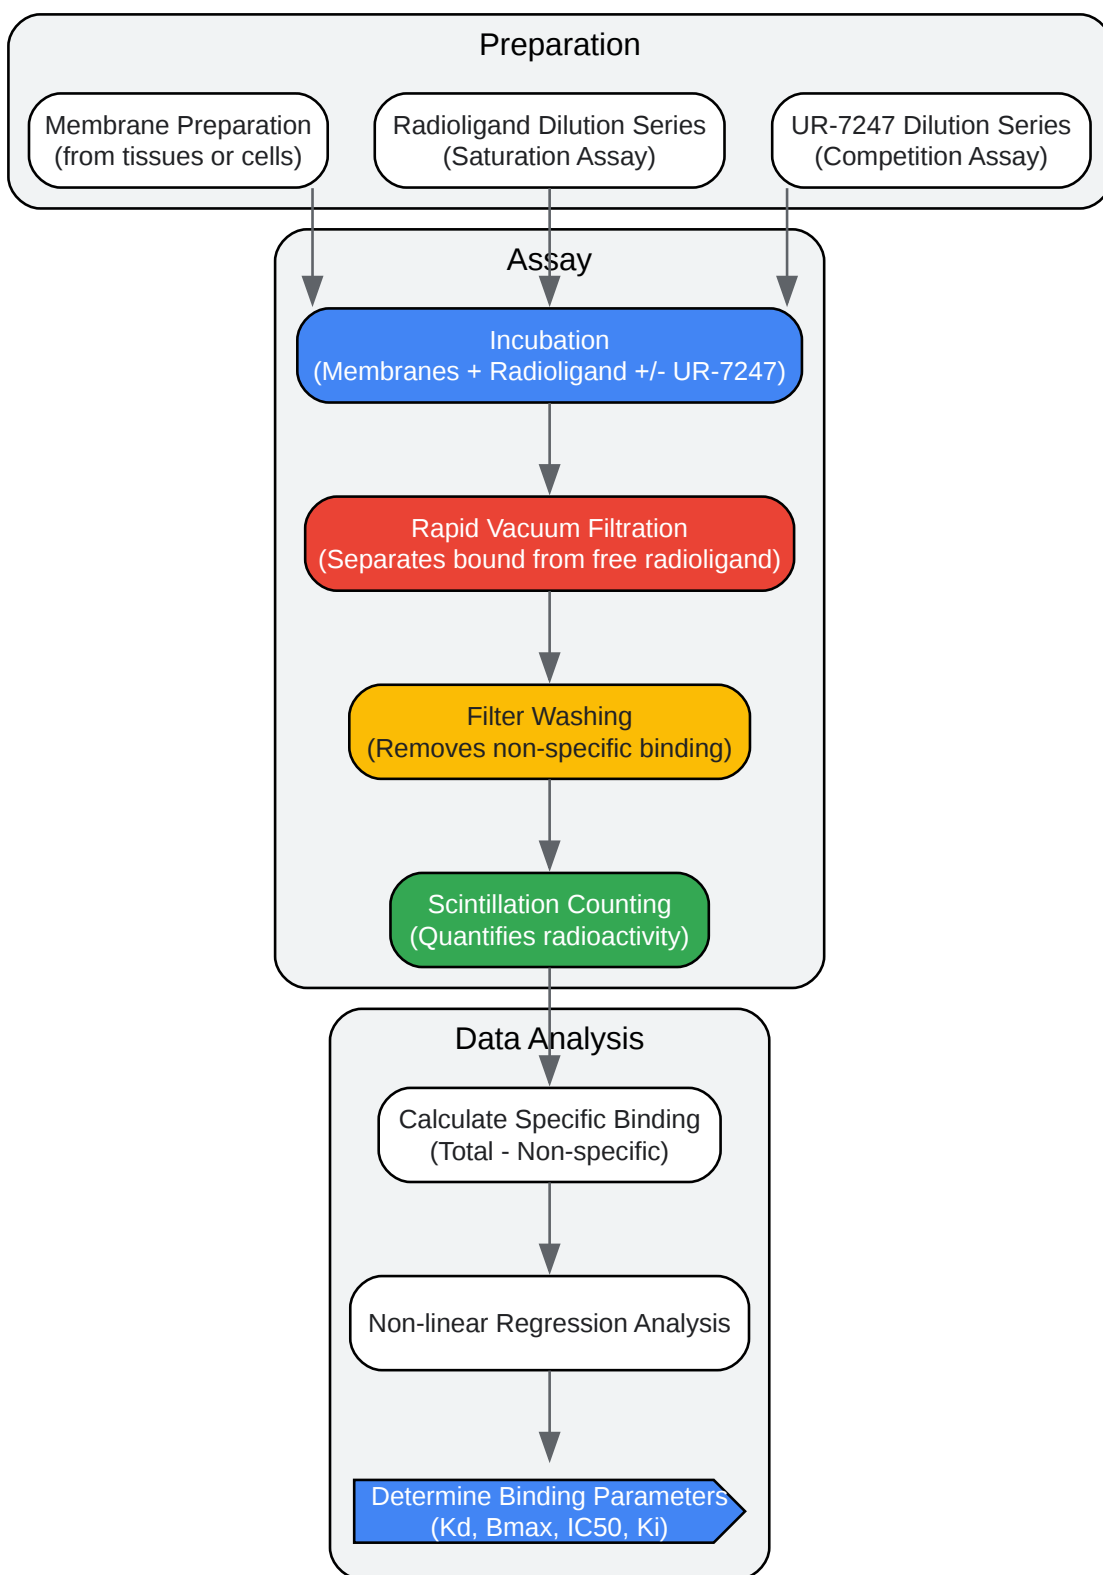 Preparation
Membrane Preparation
(from tissues or cells)
Radioligand Dilution Series
(Saturation Assay)
UR-7247 Dilution Series
(Competition Assay)
Assay
Incubation
(Membranes + Radioligand +/- UR-7247)
Rapid Vacuum Filtration
(Separates bound from free radioligand)
Filter Washing
(Removes non-specific binding)
Scintillation Counting
(Quantifies radioactivity)
Data Analysis
Calculate Specific Binding
(Total - Non-specific)
Non-linear Regression Analysis
Determine Binding Parameters
(Kd, Bmax, IC50, Ki)